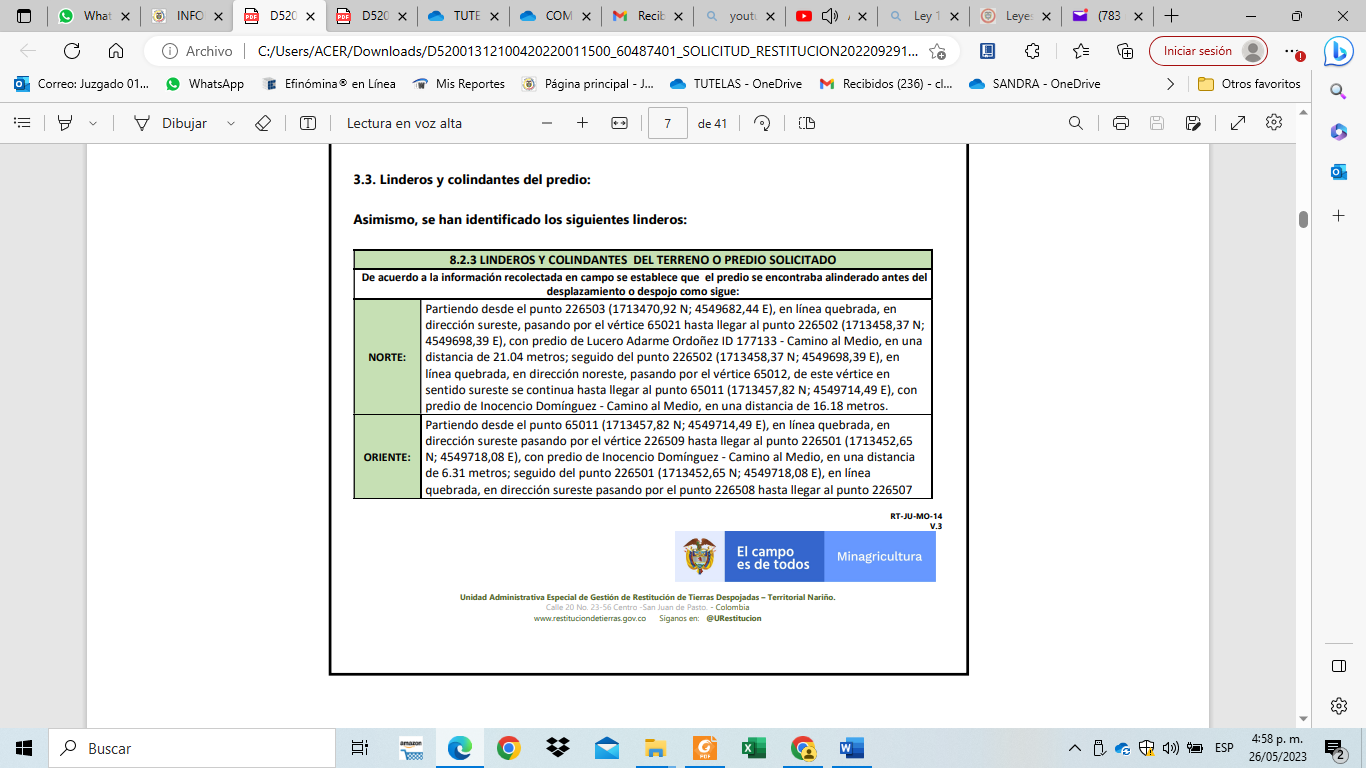 What
INFO
D520
D520
TUTE
COM
Recib
youtu
Ley 1
Leyes
(783
Archivo
C:/Users/ACER/Downloads/D52001312100420220011500_60487401_SOLICITUD_RESTITUCION202209291...
Iniciar sesión
Correo: Juzgado 01...
WhatsApp
Efinómina® en Línea
Mis Reportes
Página principal - J...
TUTELAS - OneDrive
Recibidos (236) - cl...
SANDRA - OneDrive
Otros favoritos
Dibujar
Lectura en voz alta
7
de 41
3.3. Linderos y colindantes del predio:
Asimismo, se han identificado los siguientes linderos:
8.2.3 LINDEROS Y COLINDANTES DEL TERRENO O PREDIO SOLICITADO
De acuerdo a la información recolectada en campo se establece que el predio se encontraba alinderado antes del
desplazamiento o despojo como sigue:
NORTE:
Partiendo desde el punto 226503 (1713470,92 N; 4549682,44 E), en línea quebrada, en
dirección sureste, pasando por el vértice 65021 hasta llegar al punto 226502 (1713458,37 N;
4549698,39 E), con predio de Lucero Adarme Ordoñez ID 177133 - Camino al Medio, en una
distancia de 21.04 metros; seguido del punto 226502 (1713458,37 N; 4549698,39 E), en
línea quebrada, en dirección noreste, pasando por el vértice 65012, de este vértice en
sentido sureste se continua hasta llegar al punto 65011 (1713457,82 N; 4549714,49 E), con
predio de Inocencio Domínguez - Camino al Medio, en una distancia de 16.18 metros.
ORIENTE:
Partiendo desde el punto 65011 (1713457,82 N; 4549714,49 E), en línea quebrada, en
dirección sureste pasando por el vértice 226509 hasta llegar al punto 226501 (1713452,65
N; 4549718,08 E), con predio de Inocencio Domínguez - Camino al Medio, en una distancia
de 6.31 metros; seguido del punto 226501 (1713452,65 N; 4549718,08 E), en línea
quebrada, en dirección sureste pasando por el punto 226508 hasta llegar al punto 226507
RT-JU-MO-14
V.3
El campo
es de todos
Minagricultura
Unidad Administrativa Especial de Gestión de Restitución de Tierras Despojadas – Territorial Nariño.
Calle 20 No. 23-56 Centro -San Juan de Pasto. - Colombia
www.restituciondetierras.gov.co Síganos en: @URestitucion
Buscar
ESP
4:58 p. m.
26/05/2023
2